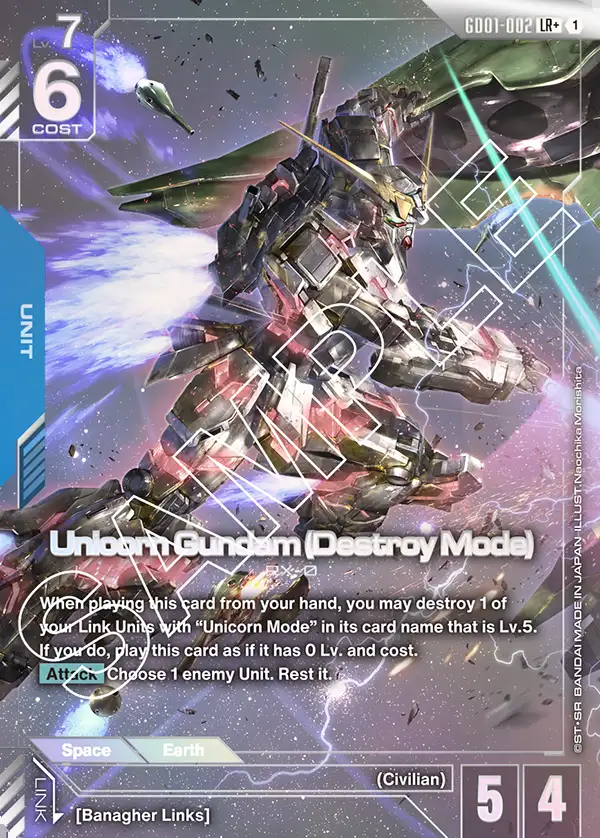 Lv. 7
6
COST
GD01-002 LR+ 1
UNIT
SAMPLE
Unicorn Gundam (Destroy Mode)
RX-0
When playing this card from your hand, you may destroy 1 of
your Link Units with “Unicorn Mode” in its card name that is Lv.5.
If you do, play this card as if it has 0 Lv. and cost.
Attack Choose 1 enemy Unit. Rest it.
Space Earth
(Civilian)
LINK
[Banagher Links]
5 4
©ST･SR BANDAI MADE IN JAPAN ILLUST.Naochika Morishita